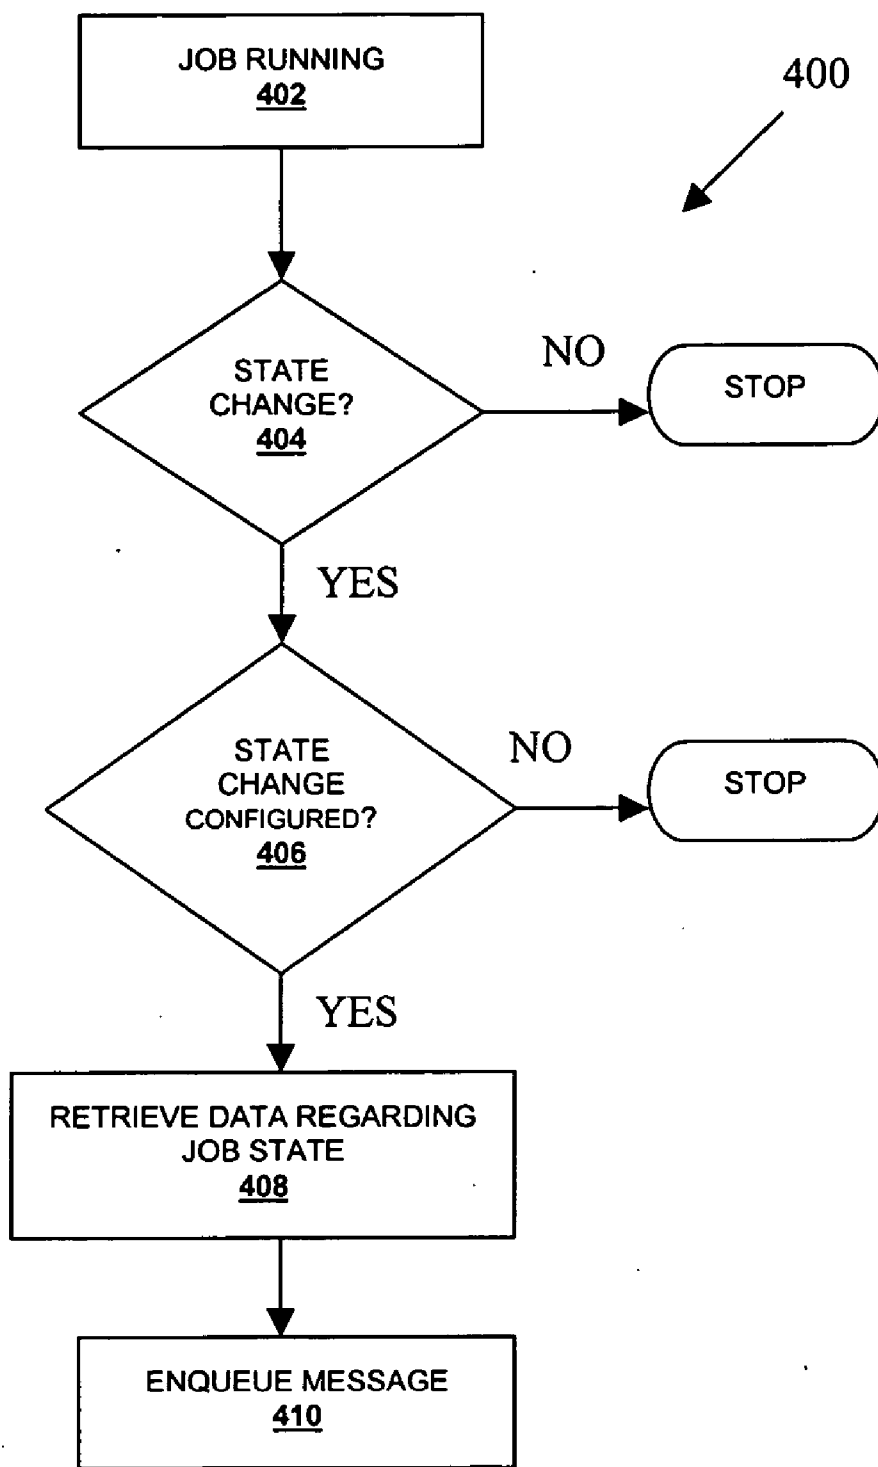 JOB RUNNING
402
400
STATE
CHANGE?
404
NO
STOP
YES
STATE
CHANGE
CONFIGURED?
406
NO
STOP
YES
RETRIEVE DATA REGARDING
JOB STATE
408
ENQUEUE MESSAGE
410